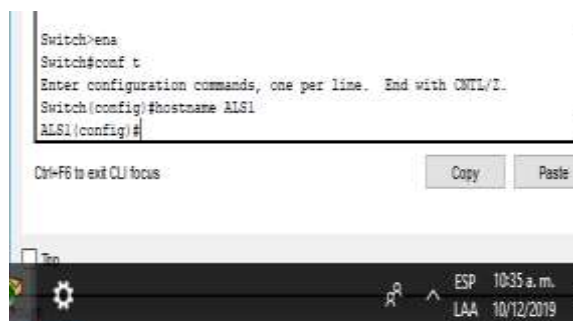 Switch>ena
Switch#conf t
Enter configuration commands, one per line. End with CNTL/Z.
Switch(config)#hostname ALS1
ALS1(config)#
Ctrl+F6 to exit CLI focus
Copy
Paste
Top
ESP
10:35 a. m.
LAA
10/12/2019